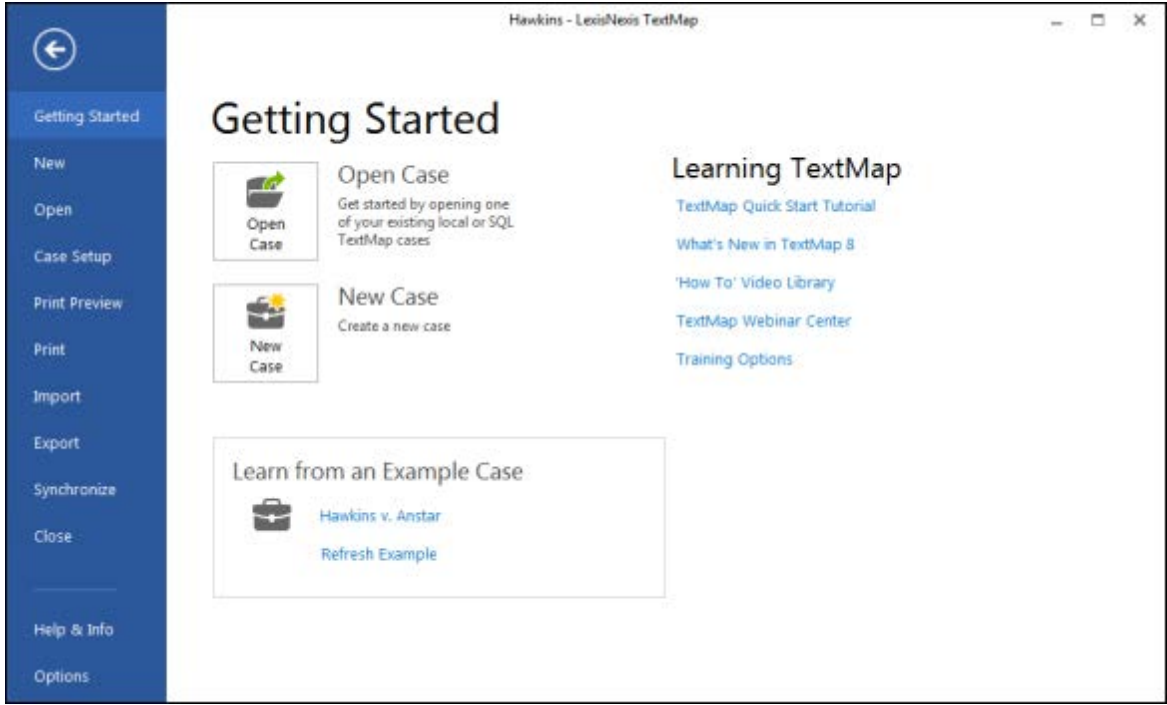 Hawkins - LexisNexis TextMap
Getting Started
New
Open
Case Setup
Print Preview
Print
Import
Export
Synchronize
Close
Help & Info
Options
Getting Started
Open
Case
Open Case
Get started by opening one
of your existing local or SQL
TextMap cases
New
Case
New Case
Create a new case
Learn from an Example Case
Hawkins v. Anstar
Refresh Example
Learning TextMap
TextMap Quick Start Tutorial
What's New in TextMap 8
'How To' Video Library
TextMap Webinar Center
Training Options